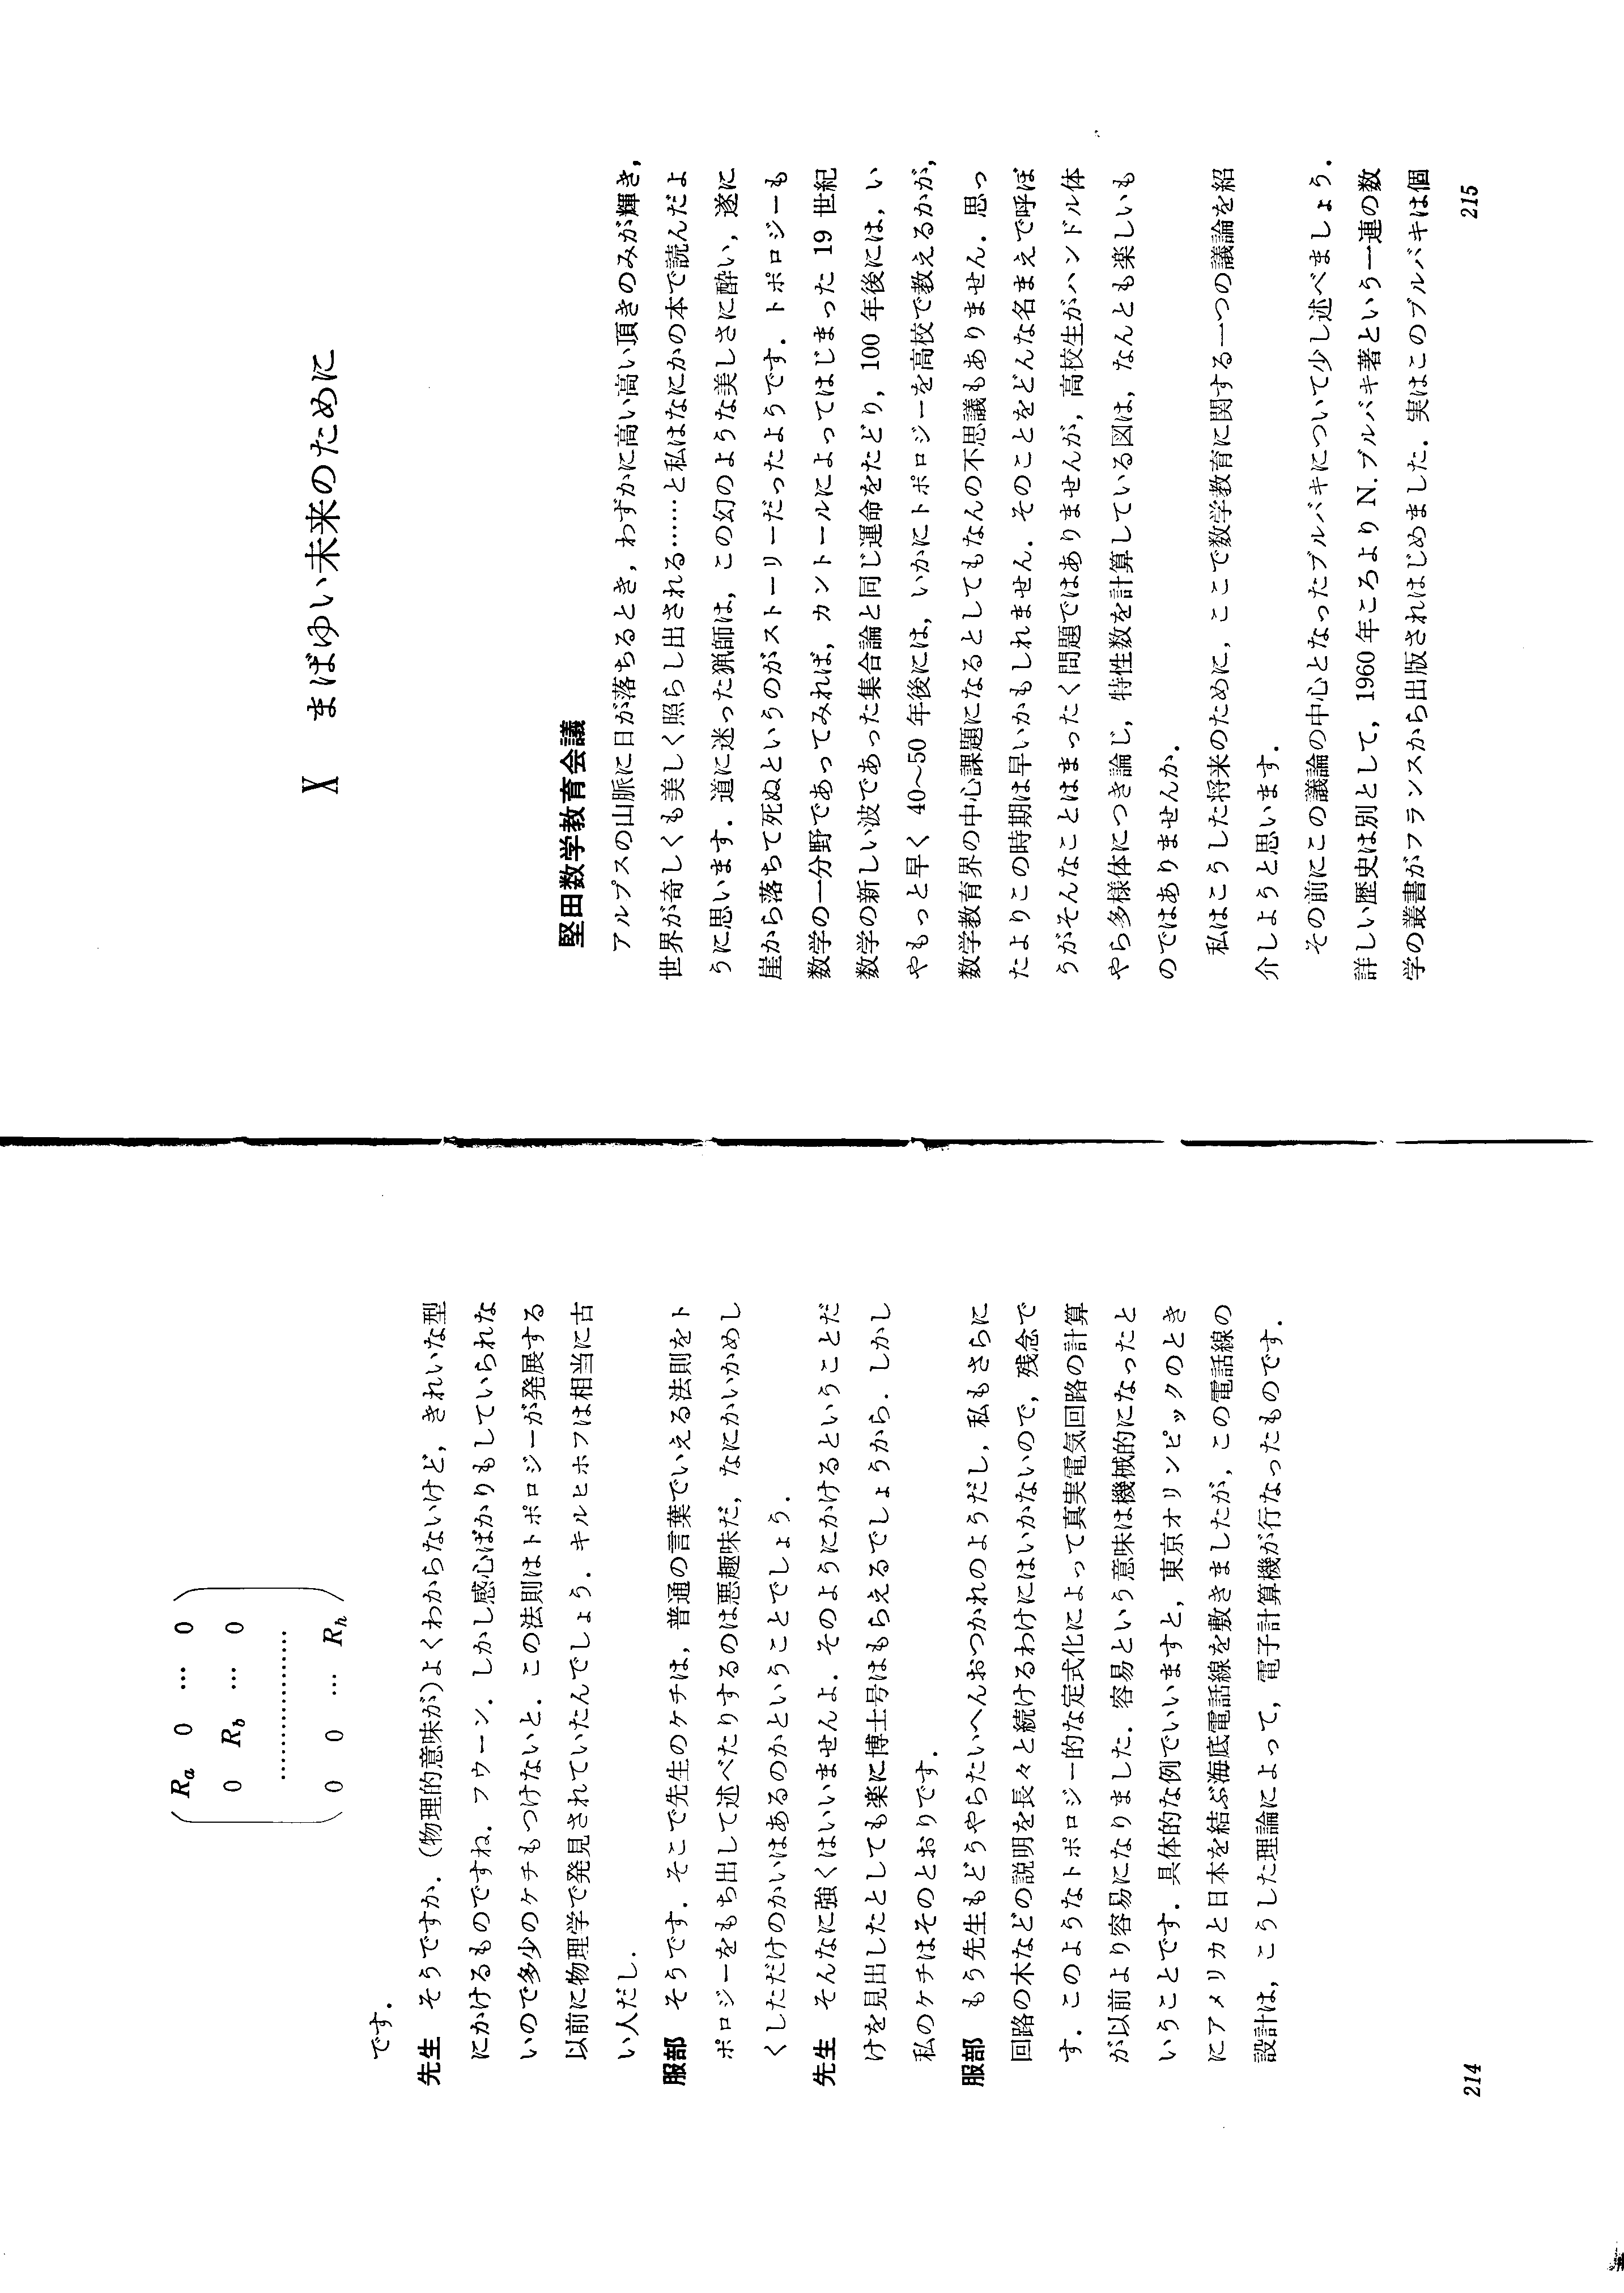 R_a 0 … 0
0 R_b … 0
……………
0 0 … R_h
です．
先生　そうですか．（物理的意味が）よくわからないけど，きれいな型
にかけるものですね．フウーン．しかし感心ばかりもしていられな
いので多少のケチもつけないと．この法則はトポロジーが発展する
以前に物理学で発見されていたんでしょう．キルヒホフは相当に古
い人だし．
服部　そうです．そこで先生のケチは，普通の言葉でいえる法則をト
ポロジーをもち出して述べたりするのは悪趣味だ，なにかいかめし
くしただけのかいはあるのかということでしょう．
先生　そんなに強くはいいませんよ．そのようにかけるということだ
けを見出したとしても楽に博士号はもらえるでしょうから．しかし
私のケチはそのとおりです．
服部　もう先生もどうやらたいへんおつかれのようだし，私もさらに
回路の木などの説明を長々と続けるわけにはいかないので，残念で
す．このようなトポロジー的な定式化によって真実電気回路の計算
が以前より容易になりました．容易という意味は機械的になったと
いうことです．具体的な例でいいますと，東京オリンピックのとき
にアメリカと日本を結ぶ海底電話線を敷きましたが，この電話線の
設計は，こうした理論によって，電子計算機が行なったものです．
214
X　まばゆい未来のために
堅田数学教育会議
アルプスの山脈に日が落ちるとき，わずかに高い高い頂きのみが輝き，
世界が奇しくも美しく照らし出される……と私はなにかの本で読んだよ
うに思います．道に迷った猟師は，この幻のような美しさに酔い，遂に
崖から落ちて死ぬというのがストーリーだったようです．トポロジーも
数学の一分野であってみれば，カントールによってはじまった 19 世紀
数学の新しい波であった集合論と同じ運命をたどり，100 年後には，い
やもっと早く 40〜50 年後には，いかにトポロジーを高校で教えるかが，
数学教育界の中心課題になるとしてもなんの不思議もありません．思っ
たよりこの時期は早いかもしれません．そのことをどんな名まえで呼ぼ
うがそんなことはまったく問題ではありませんが，高校生がハンドル体
やら多様体につき論じ，特性数を計算している図は，なんとも楽しいも
のではありませんか．
私はこうした将来のために，ここで数学教育に関する一つの議論を紹
介しようと思います．
その前にこの議論の中心となったブルバキについて少し述べましょう．
詳しい歴史は別として，1960 年ころより N. ブルバキ著という一連の数
学の叢書がフランスから出版されはじめました．実はこのブルバキは個
215